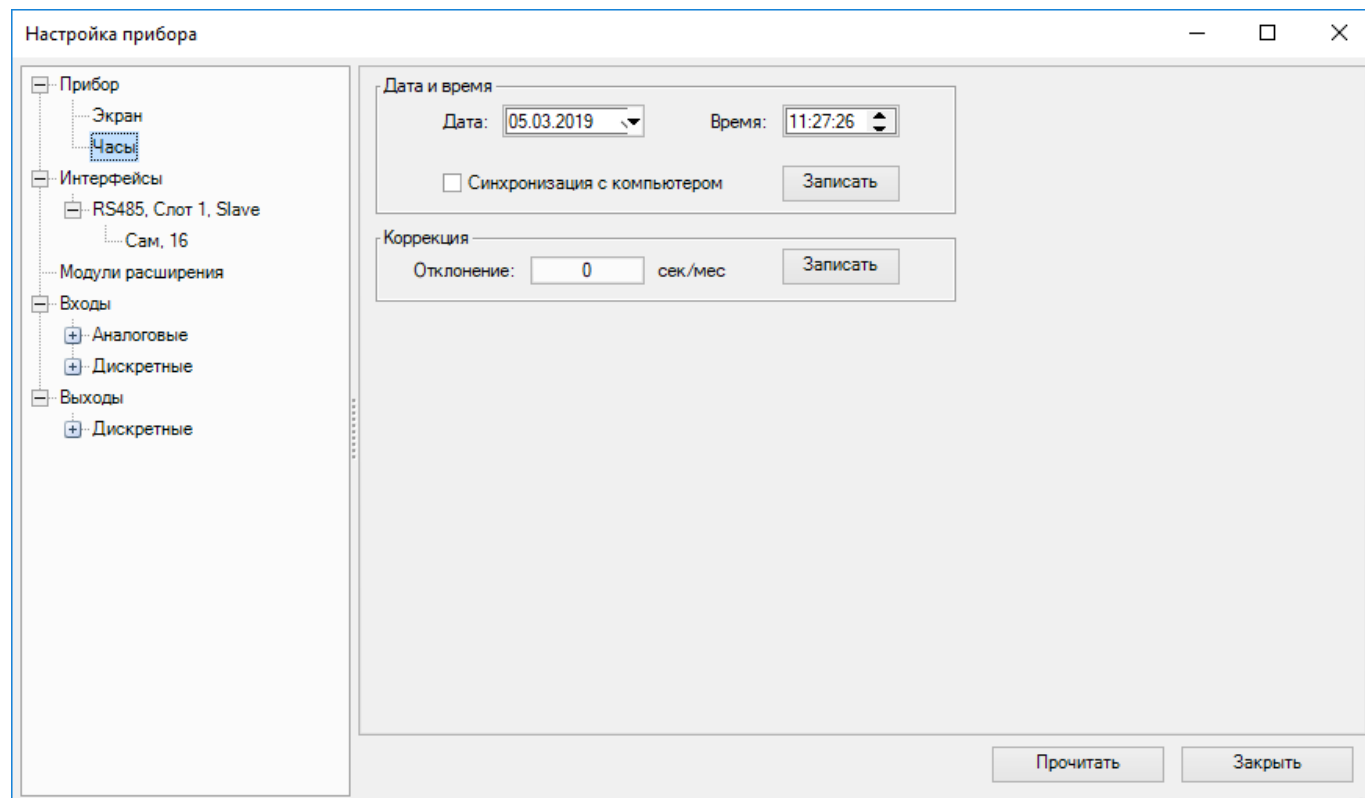 Настройка прибора
Прибор
Экран
Часы
Интерфейсы
RS485, Слот 1, Slave
Сам, 16
Модули расширения
Входы
Аналоговые
Дискретные
Выходы
Дискретные
Дата и время
Дата: 05.03.2019 Время: 11:27:26
Синхронизация с компьютером Записать
Коррекция
Отклонение: 0 сек/мес Записать
Прочитать Закрыть